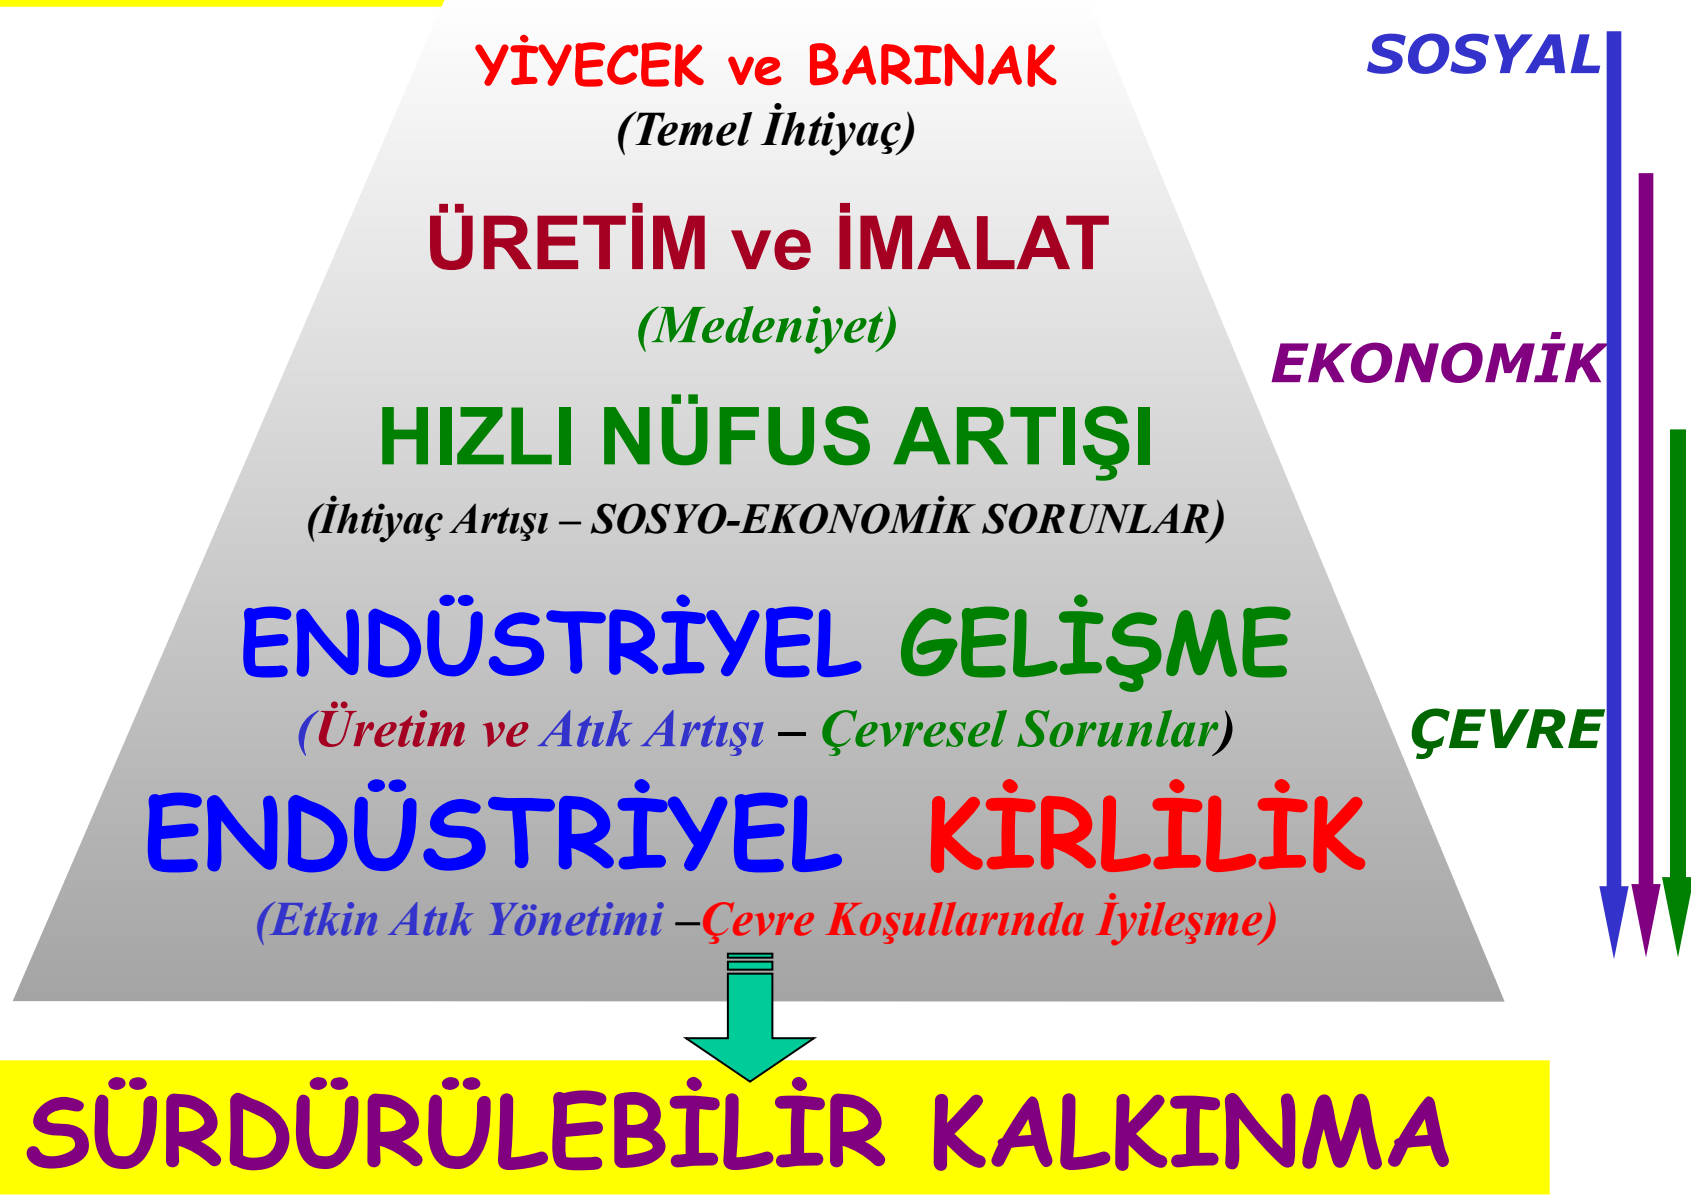 YİYECEK ve BARINAK
(Temel İhtiyaç)
ÜRETİM ve İMALAT
(Medeniyet)
HIZLI NÜFUS ARTIŞI
(İhtiyaç Artışı – SOSYO-EKONOMİK SORUNLAR)
ENDÜSTRİYEL GELİŞME
(Üretim ve Atık Artışı – Çevresel Sorunlar)
ENDÜSTRİYEL KİRLİLİK
(Etkin Atık Yönetimi –Çevre Koşullarında İyileşme)
SOSYAL
EKONOMİK
ÇEVRE
SÜRDÜRÜLEBİLİR KALKINMA